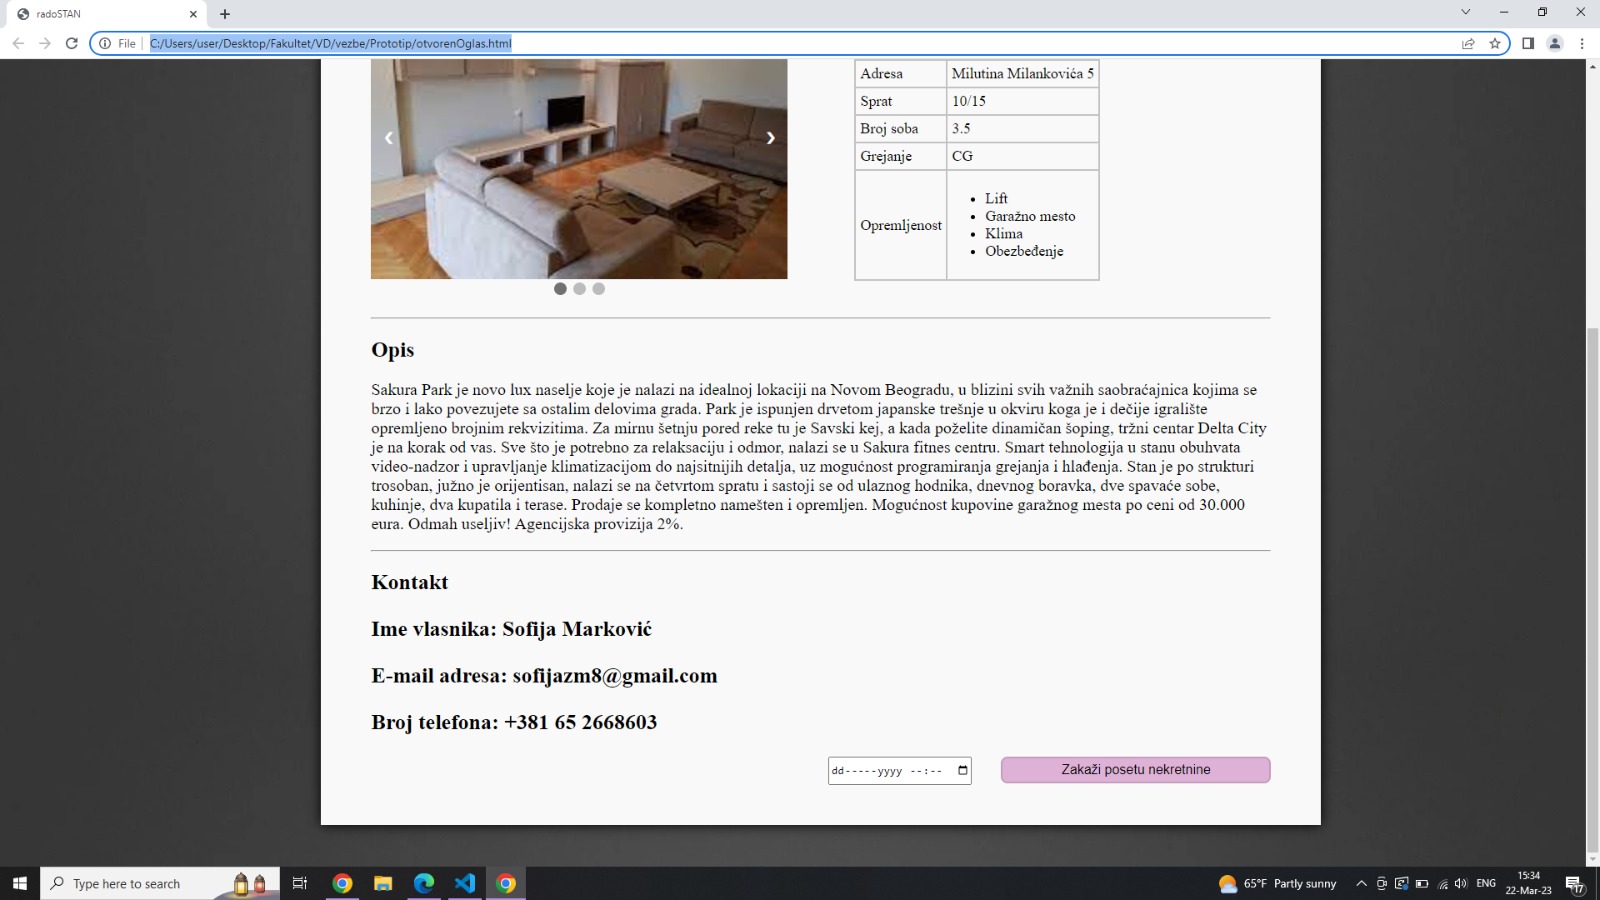 radoSTAN
File
C:/Users/user/Desktop/Fakultet/VD/vezbe/Prototip/otvorenOglas.html
Adresa Milutina Milankovića 5
Sprat 10/15
Broj soba 3.5
Grejanje CG
Opremljenost
• Lift
• Garažno mesto
• Klima
• Obezbeđenje
Opis
Sakura Park je novo lux naselje koje je nalazi na idealnoj lokaciji na Novom Beogradu, u blizini svih važnih saobraćajnica kojima se
brzo i lako povezujete sa ostalim delovima grada. Park je ispunjen drvetom japanske trešnje u okviru koga je i dečije igralište
opremljeno brojnim rekvizitima. Za mirnu šetnju pored reke tu je Savski kej, a kada poželite dinamičan šoping, tržni centar Delta City
je na korak od vas. Sve što je potrebno za relaksaciju i odmor, nalazi se u Sakura fitnes centru. Smart tehnologija u stanu obuhvata
video-nadzor i upravljanje klimatizacijom do najsitnijih detalja, uz mogućnost programiranja grejanja i hlađenja. Stan je po strukturi
trosoban, južno je orijentisan, nalazi se na četvrtom spratu i sastoji se od ulaznog hodnika, dnevnog boravka, dve spavaće sobe,
kuhinje, dva kupatila i terase. Prodaje se kompletno namešten i opremljen. Mogućnost kupovine garažnog mesta po ceni od 30.000
eura. Odmah useljiv! Agencijska provizija 2%.
Kontakt
Ime vlasnika: Sofija Marković
E-mail adresa: sofijazm8@gmail.com
Broj telefona: +381 65 2668603
dd-----yyyy --:--
Zakaži posetu nekretnine
Type here to search
65°F Partly sunny
ENG
15:34
22-Mar-23
17